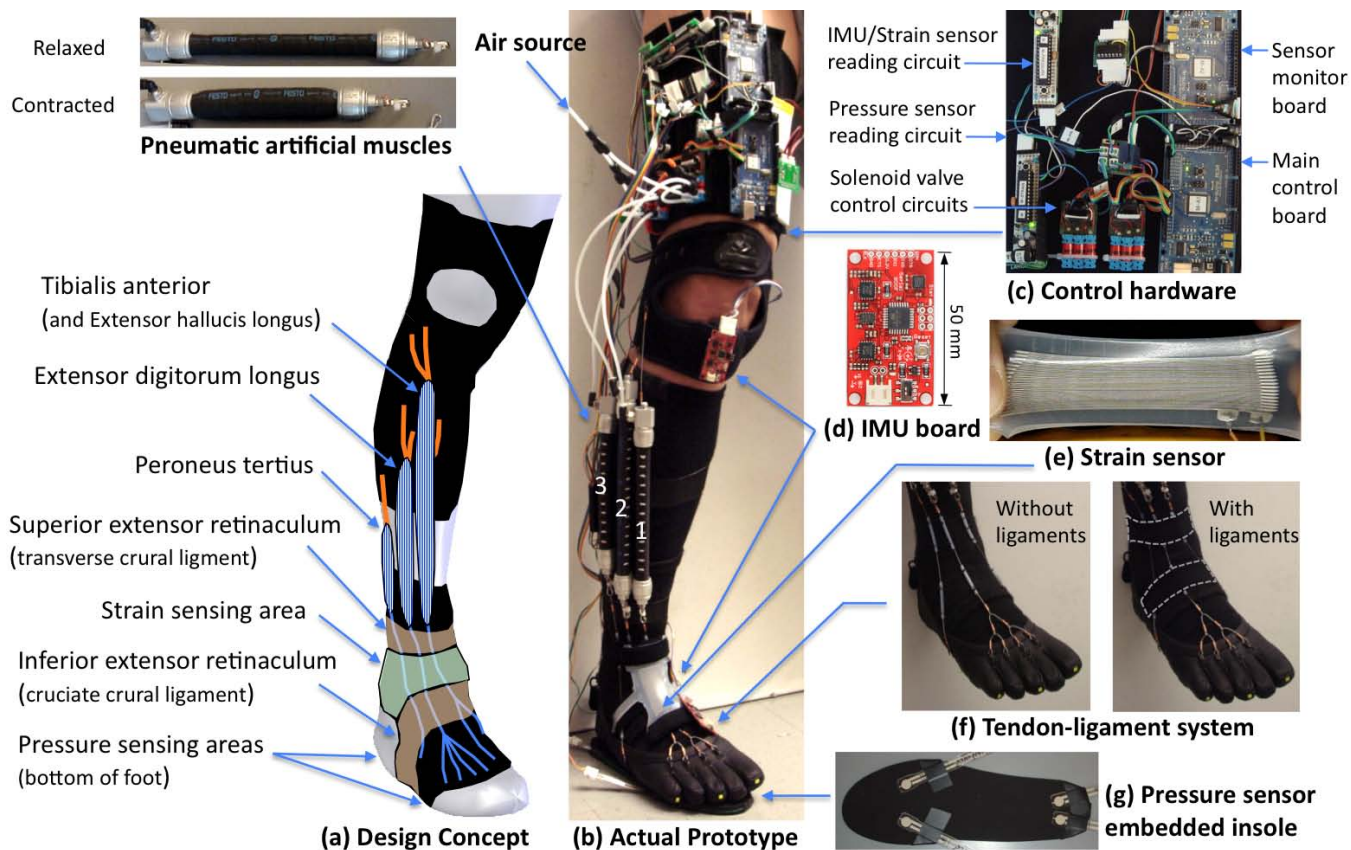 Relaxed
Contracted
FESTO
FESTO
FESTO
Pneumatic artificial muscles
Air source
Tibialis anterior
(and Extensor hallucis longus)
Extensor digitorum longus
Peroneus tertius
Superior extensor retinaculum
(transverse crural ligment)
Strain sensing area
Inferior extensor retinaculum
(cruciate crural ligament)
Pressure sensing areas
(bottom of foot)
(a) Design Concept
3
2
1
(b) Actual Prototype
IMU/Strain sensor
reading circuit
Pressure sensor
reading circuit
Solenoid valve
control circuits
Sensor
monitor
board
Main
control
board
(c) Control hardware
50 mm
(d) IMU board
(e) Strain sensor
Without
ligaments
With
ligaments
(f) Tendon-ligament system
(g) Pressure sensor
embedded insole